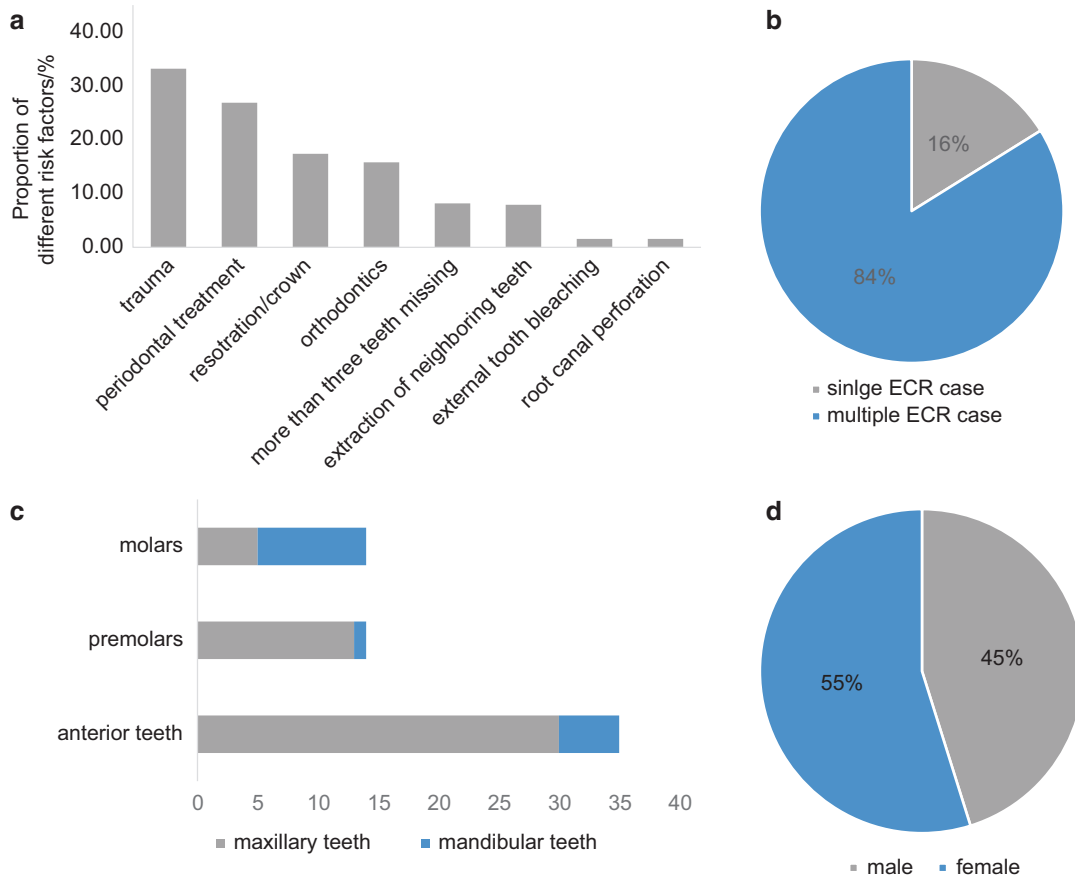 a
Proportion of
different risk factors/%
40.00
30.00
20.00
10.00
0.00
trauma
periodontal treatment
resotration/crown
orthodontics
more than three teeth missing
extraction of neighboring teeth
external tooth bleaching
root canal perforation
b
16%
84%
sinlge ECR case
multiple ECR case
c
molars
premolars
anterior teeth
0 5 10 15 20 25 30 35 40
maxillary teeth mandibular teeth
d
45%
55%
male female